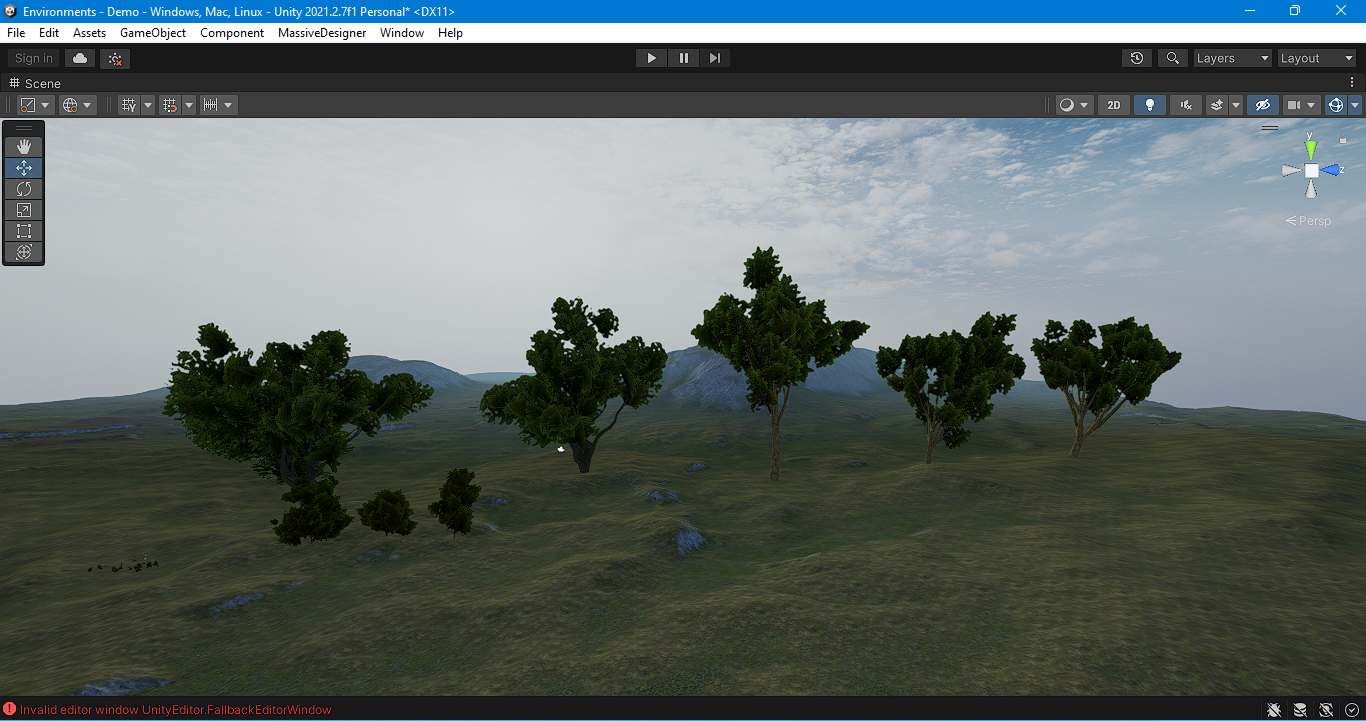 Environments - Demo - Windows, Mac, Linux - Unity 2021.2.7f1 Personal* <DX11>
File Edit Assets GameObject Component MassiveDesigner Window Help
Sign in Layers Layout
Scene
2D
y
z
Persp
Invalid editor window UnityEditor.FallbackEditorWindow